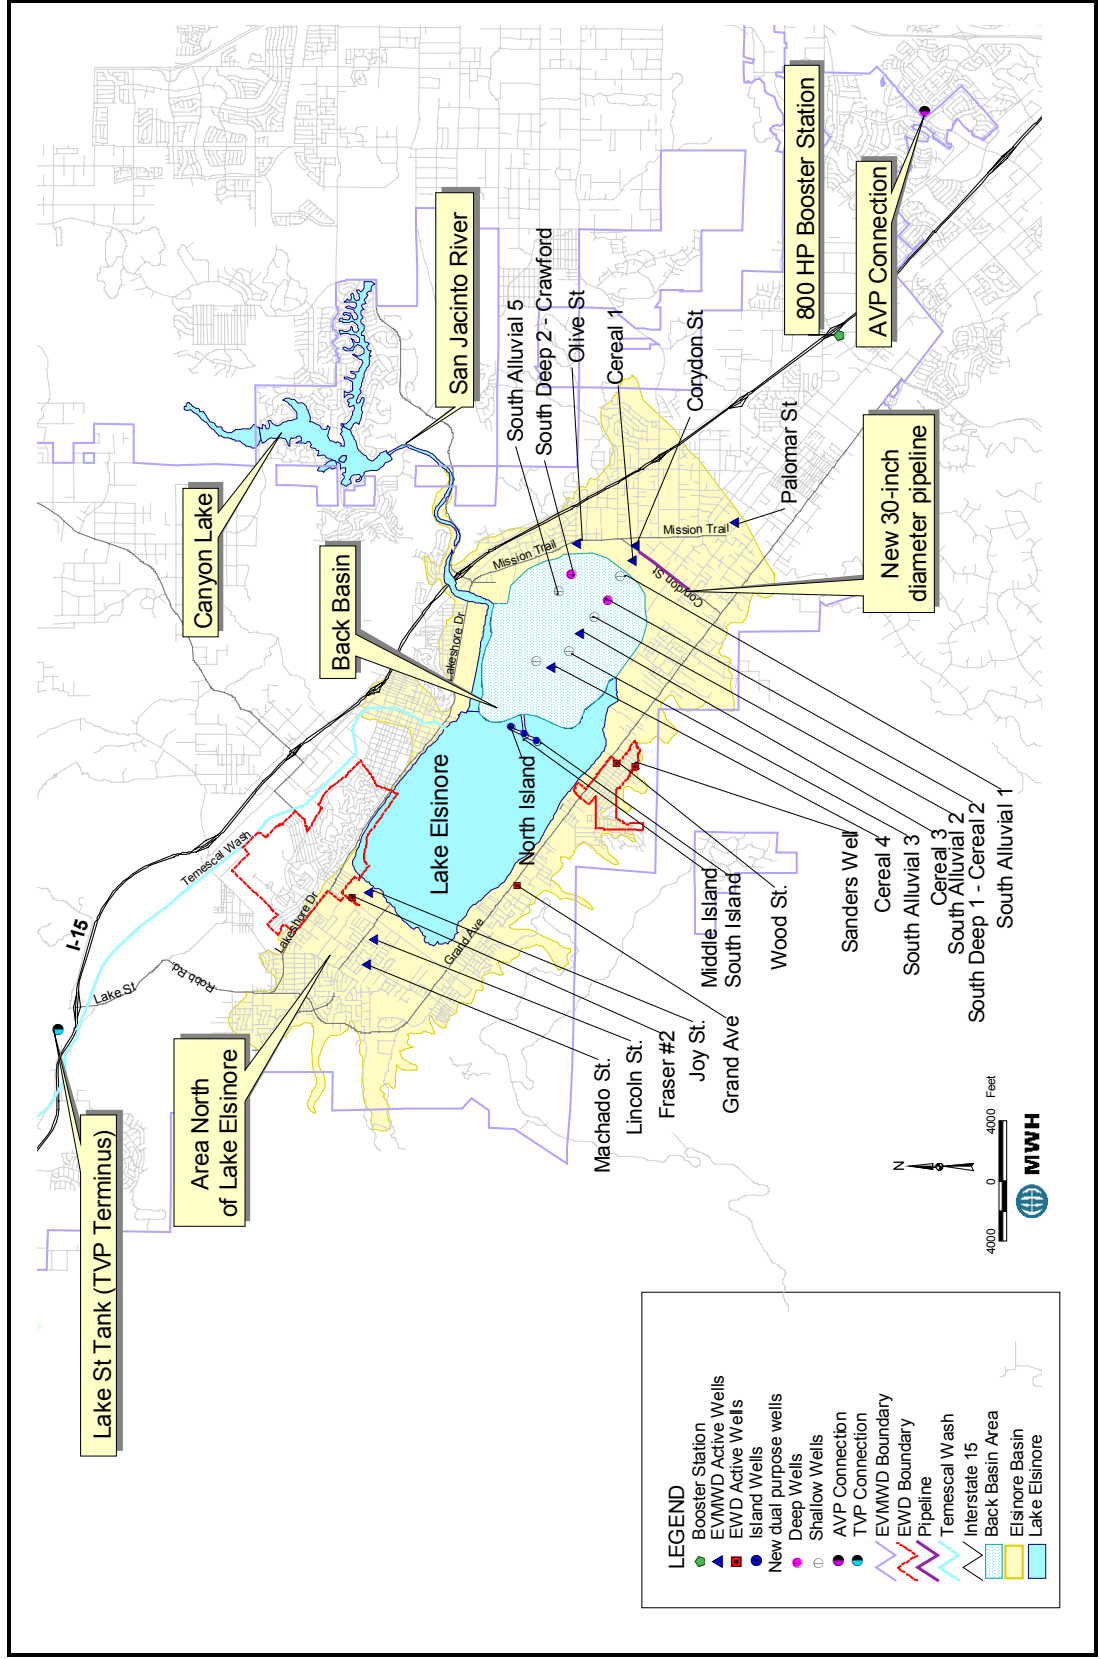 Lake St Tank (TVP Terminus)
I-15
Lake St
Robb Rd
Temescal Wash
Area North
of Lake Elsinore
Lakeshore Dr
Canyon Lake
Back Basin
San Jacinto River
Lakeshore Dr
Mission Trail
Mission Trail
Corydon St
Grand Ave
Lake Elsinore
North Island
South Alluvial 5
South Deep 2 - Crawford
Olive St
Cereal 1
Corydon St
Palomar St
800 HP Booster Station
AVP Connection
New 30-inch
diameter pipeline
Machado St.
Lincoln St.
Fraser #2
Joy St.
Grand Ave
Middle Island
South Island
Wood St.
Sanders Well
Cereal 4
South Alluvial 3
Cereal 3
South Alluvial 2
South Deep 1 - Cereal 2
South Alluvial 1
N
4000 0 4000 Feet
MWH
LEGEND
Booster Station
EVMWD Active Wells
EWD Active Wells
Island Wells
New dual purpose wells
Deep Wells
Shallow Wells
AVP Connection
TVP Connection
EVMWD Boundary
EWD Boundary
Pipeline
Temescal Wash
Interstate 15
Back Basin Area
Elsinore Basin
Lake Elsinore